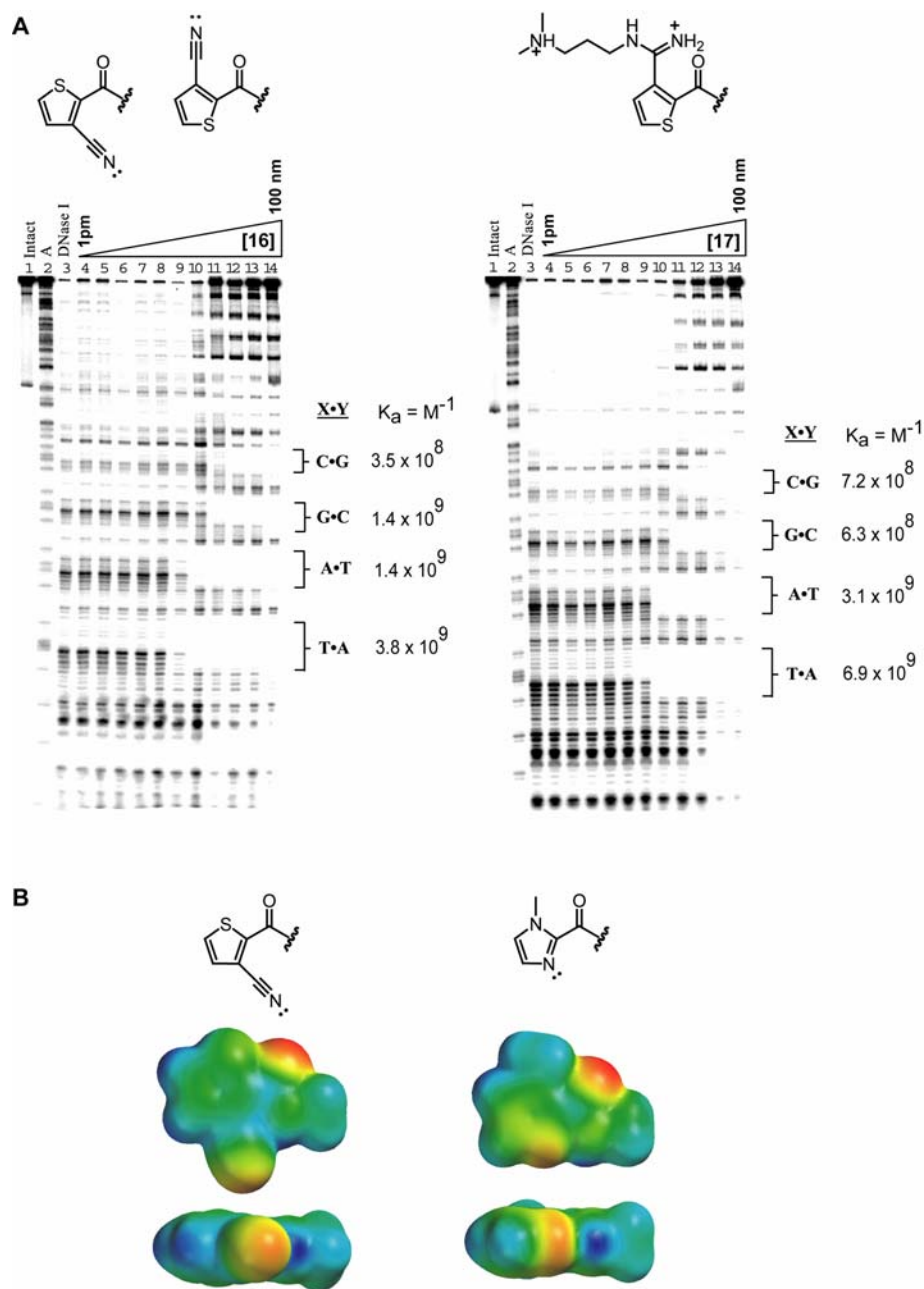 A
N
S
O
N
N
O
S
NH
+
H
N
+
NH2
O
S
Intact
A
DNase I
1pm
100 nm
[16]
1 2 3 4 5 6 7 8 9 10 11 12 13 14
X•Y Ka = M-1
C•G 3.5 x 10^8
G•C 1.4 x 10^9
A•T 1.4 x 10^9
T•A 3.8 x 10^9
Intact
A
DNase I
1pm
100 nm
[17]
1 2 3 4 5 6 7 8 9 10 11 12 13 14
X•Y Ka = M-1
C•G 7.2 x 10^8
G•C 6.3 x 10^8
A•T 3.1 x 10^9
T•A 6.9 x 10^9
B
S
O
N
N
O
N